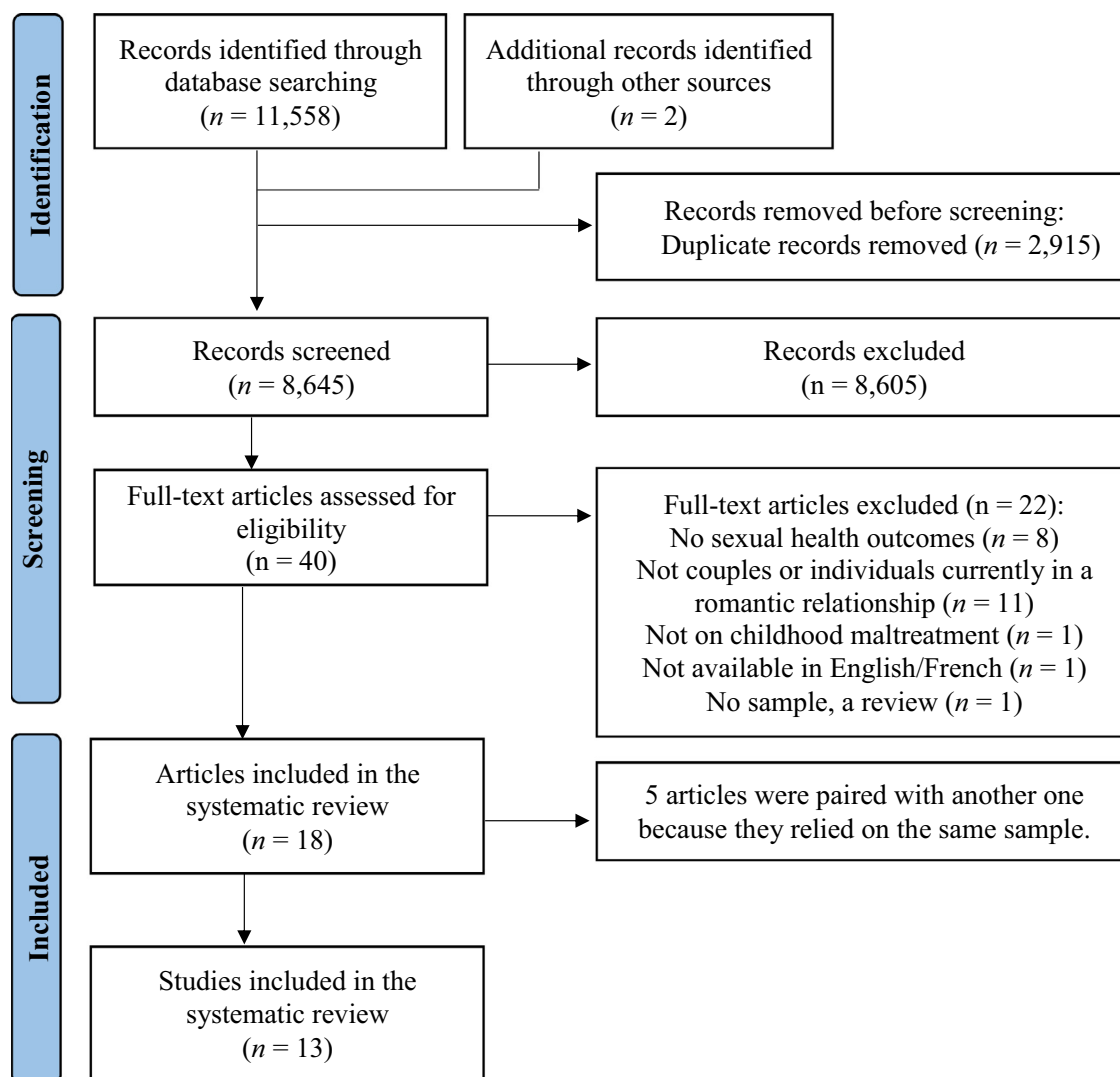 Identification
Records identified through
database searching
(n = 11,558)
Additional records identified
through other sources
(n = 2)
Records removed before screening:
Duplicate records removed (n = 2,915)
Screening
Records screened
(n = 8,645)
Records excluded
(n = 8,605)
Full-text articles assessed for
eligibility
(n = 40)
Full-text articles excluded (n = 22):
No sexual health outcomes (n = 8)
Not couples or individuals currently in a
romantic relationship (n = 11)
Not on childhood maltreatment (n = 1)
Not available in English/French (n = 1)
No sample, a review (n = 1)
Included
Articles included in the
systematic review
(n = 18)
5 articles were paired with another one
because they relied on the same sample.
Studies included in the
systematic review
(n = 13)